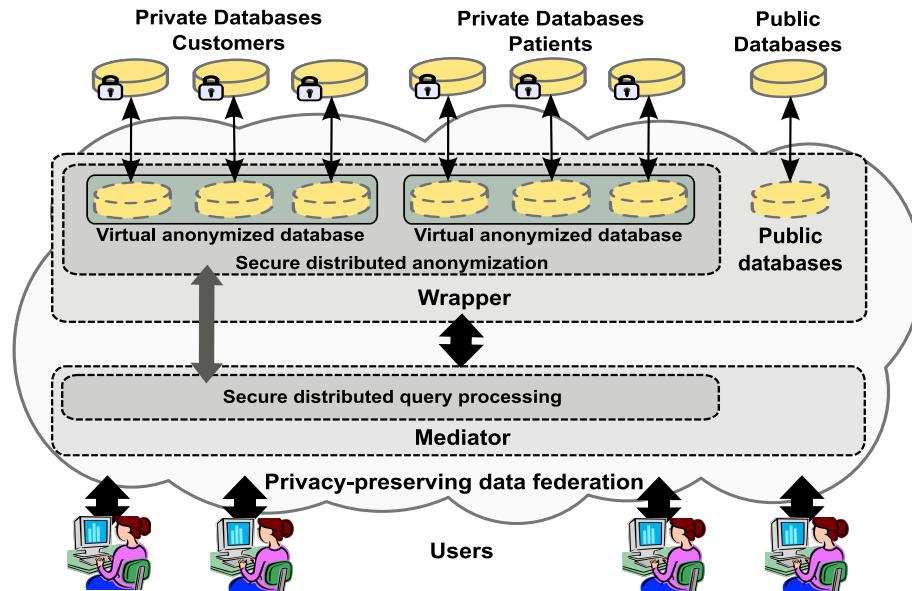 Private Databases
Customers
Private Databases
Patients
Public
Databases
Virtual anonymized database
Virtual anonymized database
Secure distributed anonymization
Public
databases
Wrapper
Secure distributed query processing
Mediator
Privacy-preserving data federation
Users